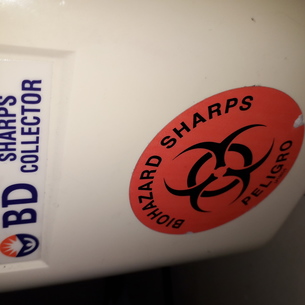 BD
SHARPS
COLLECTOR
BIOHAZARD SHARPS
PELIGRO